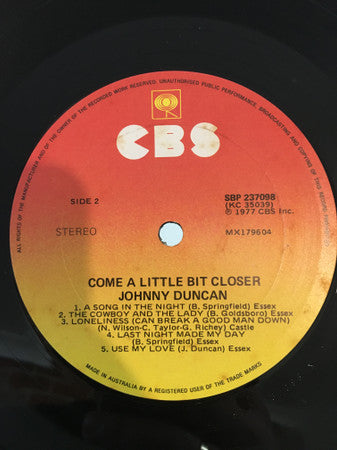 ALL RIGHTS OF THE MANUFACTURER AND OF THE OWNER OF THE RECORDED WORK RESERVED. UNAUTHORISED PUBLIC PERFORMANCE, BROADCASTING AND COPYING OF THIS RECORD PROHIBITED
CBS
SIDE 2
SBP 237098
(KC 35039)
℗ 1977 CBS Inc.
STEREO
MX179604
COME A LITTLE BIT CLOSER
JOHNNY DUNCAN
1. A SONG IN THE NIGHT (B. Springfield) Essex
2. THE COWBOY AND THE LADY (B. Goldsboro) Essex
3. LONELINESS (CAN BREAK A GOOD MAN DOWN)
(N. Wilson-C. Taylor-G. Richey) Castle
4. LAST NIGHT MADE MY DAY
(B. Springfield) Essex
5. USE MY LOVE (J. Duncan) Essex
MADE IN AUSTRALIA BY A REGISTERED USER OF THE TRADE MARKS